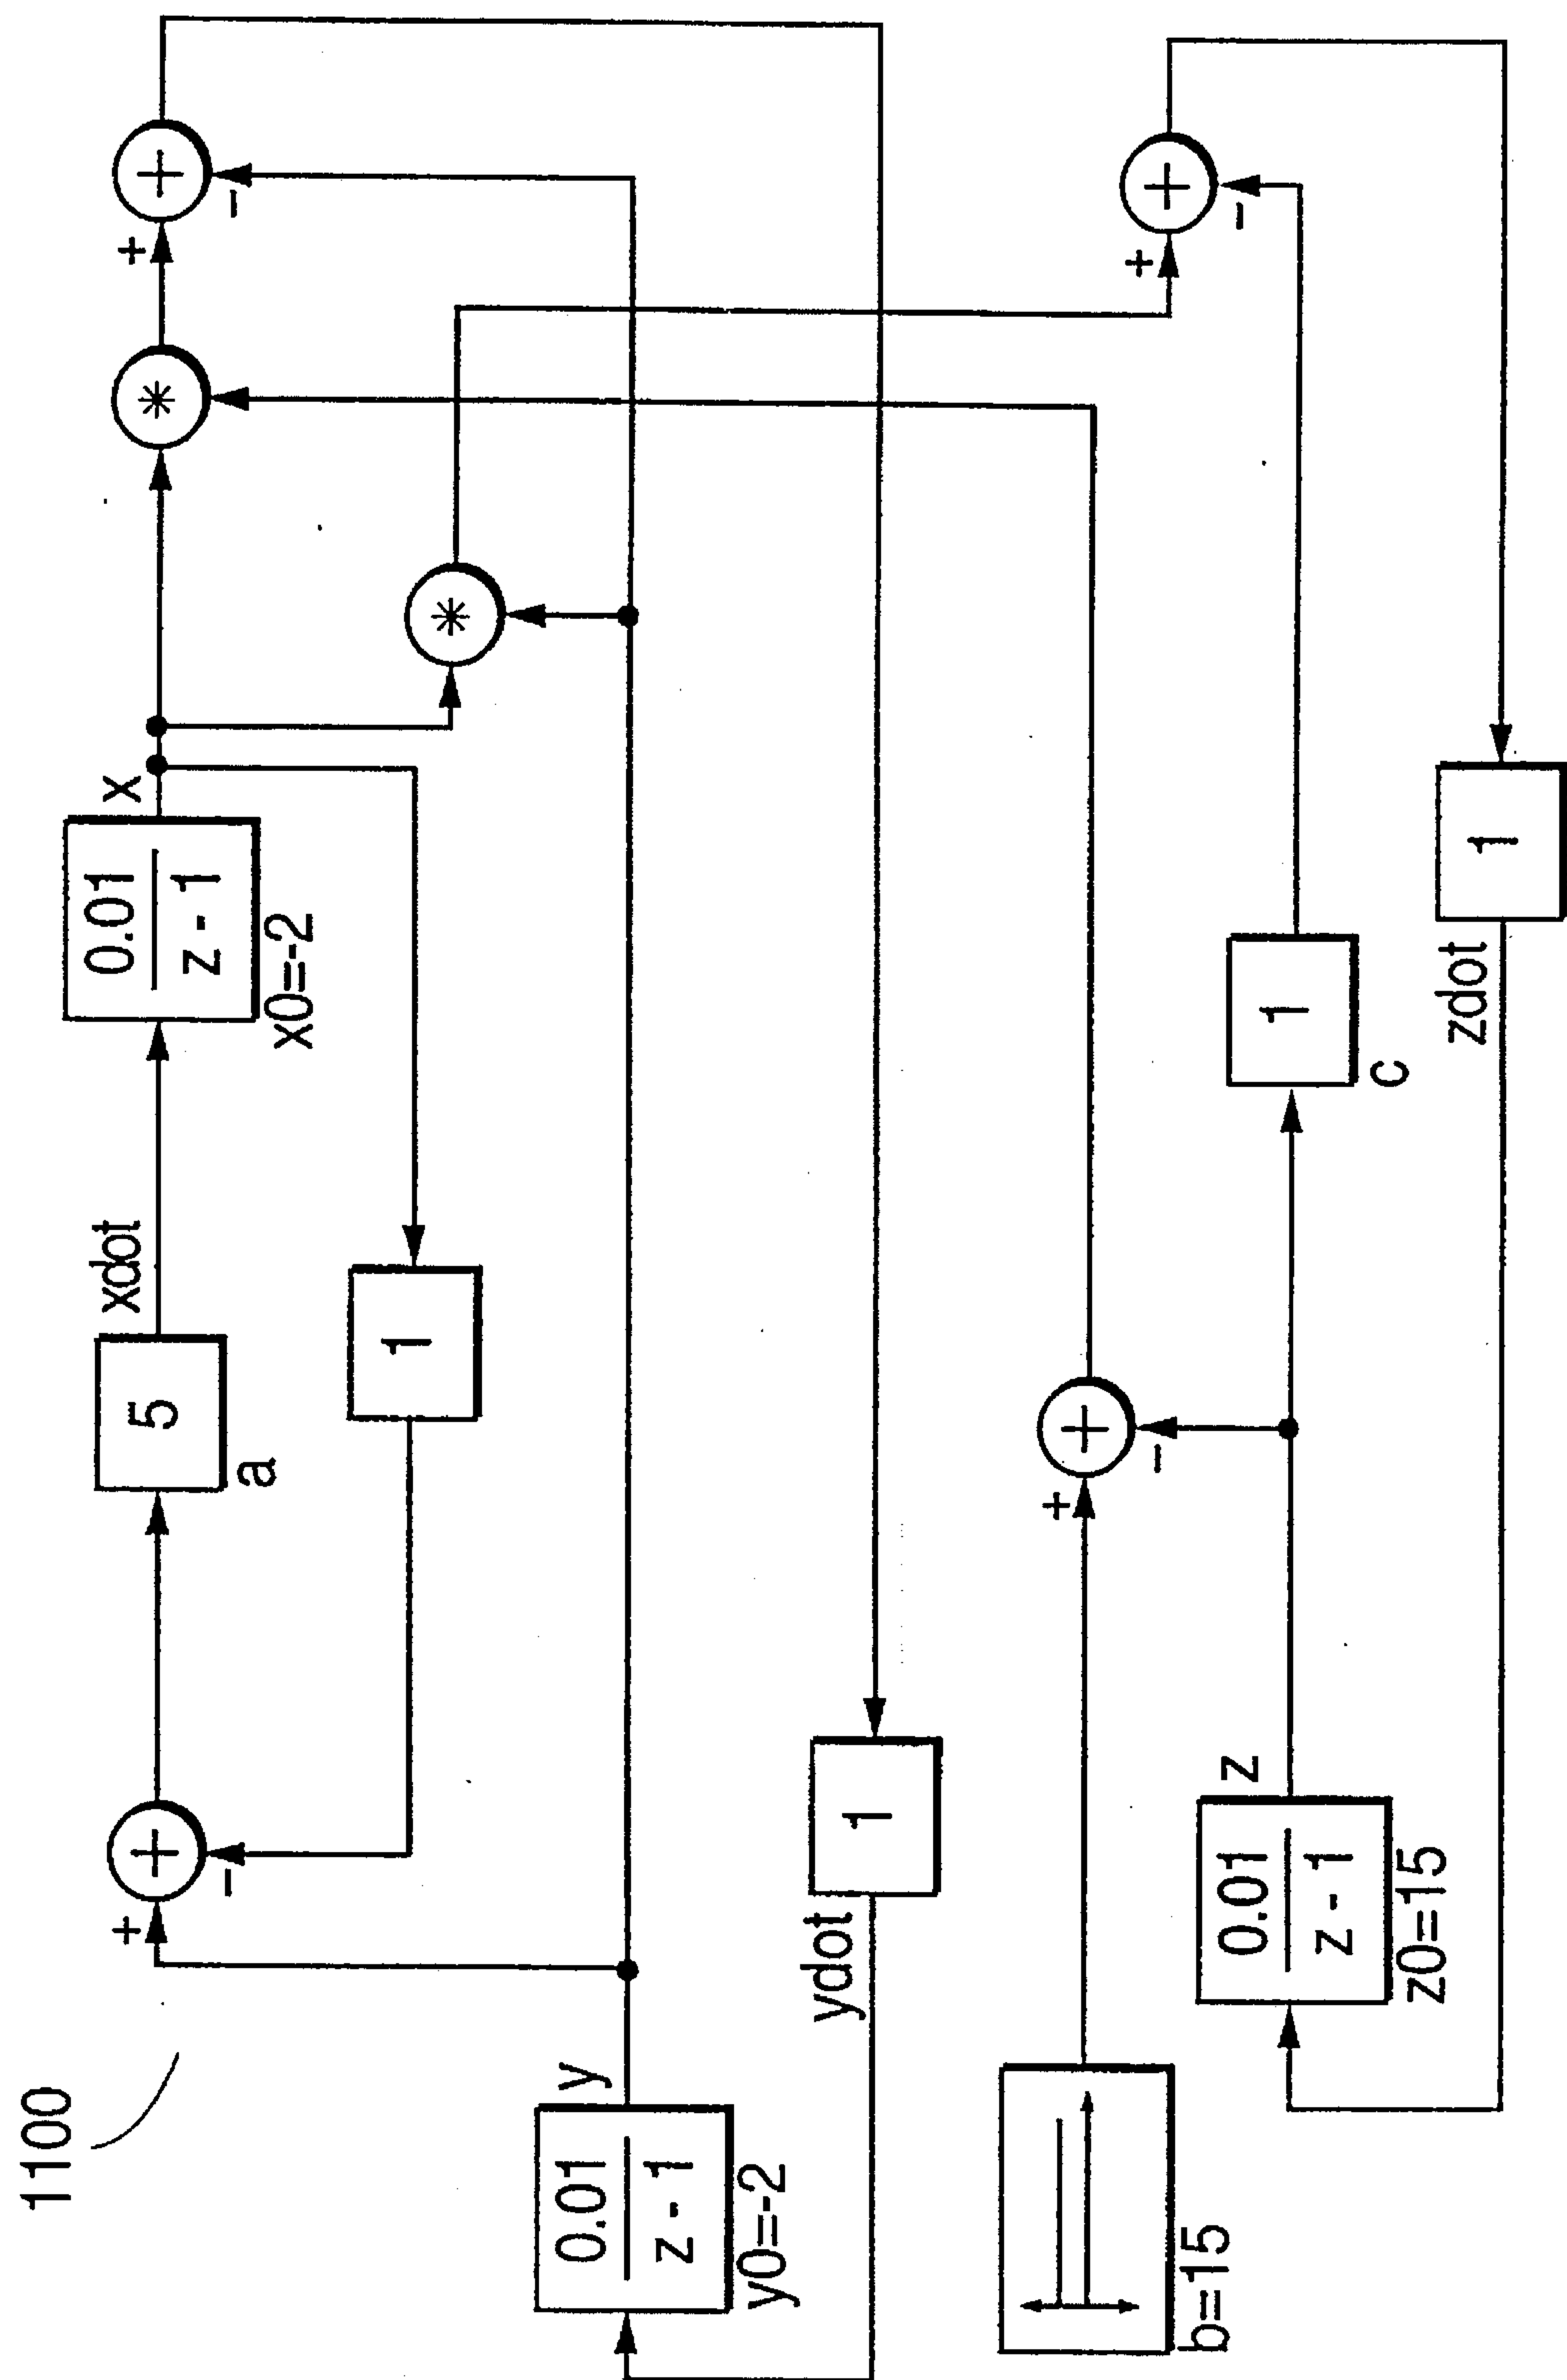 1100
+
+
-
5
a
xdot
0.01
z - 1
x0=-2
x
*
+
+
-
1
*
0.01
z - 1
y0=-2
y
ydot
1
b=15
+
+
-
0.01
z - 1
z0=15
z
1
c
+
+
-
zdot
1